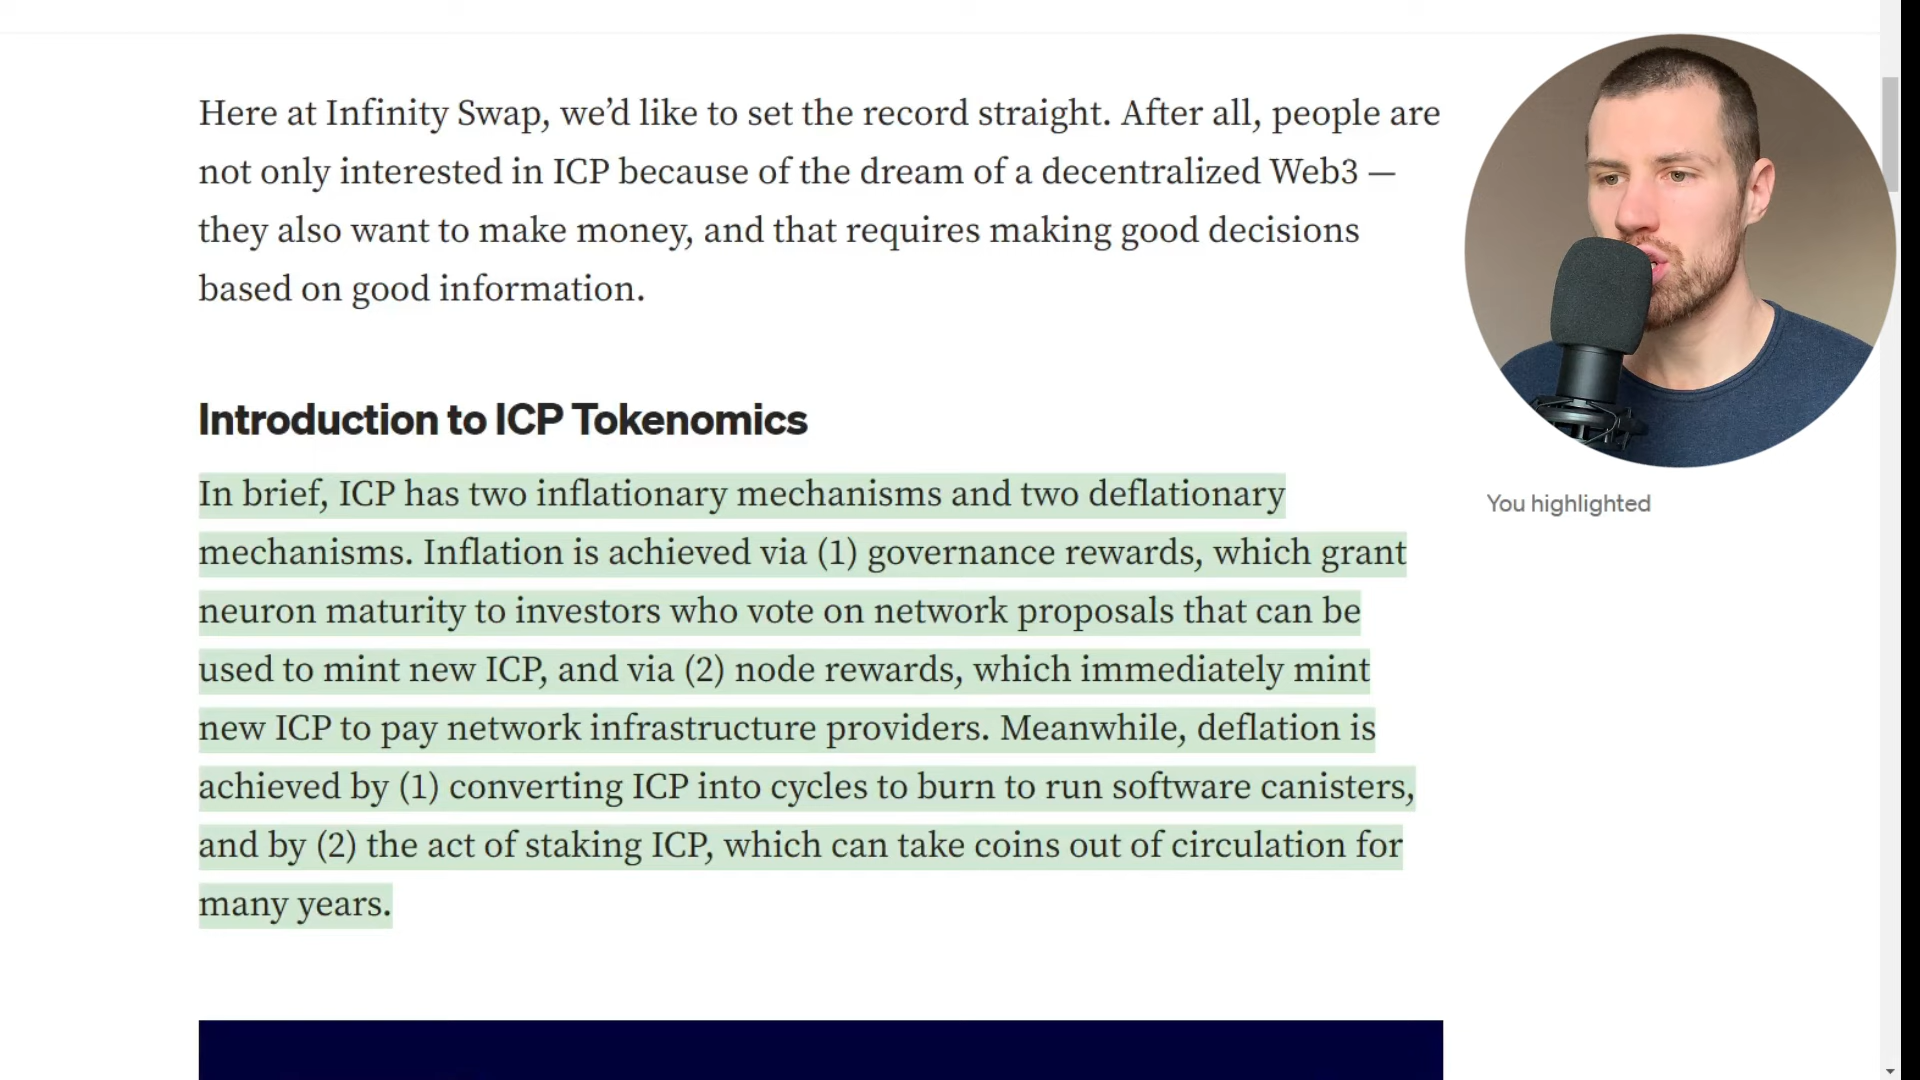 Here at Infinity Swap, we’d like to set the record straight. After all, people are
not only interested in ICP because of the dream of a decentralized Web3 —
they also want to make money, and that requires making good decisions
based on good information.
Introduction to ICP Tokenomics
In brief, ICP has two inflationary mechanisms and two deflationary
mechanisms. Inflation is achieved via (1) governance rewards, which grant
neuron maturity to investors who vote on network proposals that can be
used to mint new ICP, and via (2) node rewards, which immediately mint
new ICP to pay network infrastructure providers. Meanwhile, deflation is
achieved by (1) converting ICP into cycles to burn to run software canisters,
and by (2) the act of staking ICP, which can take coins out of circulation for
many years.
You highlighted